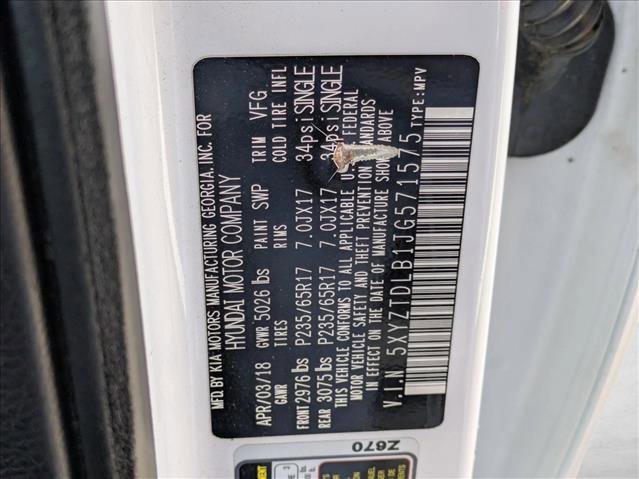 MFD BY KIA MOTORS MANUFACTURING GEORGIA, INC. FOR
HYUNDAI MOTOR COMPANY
APR/03/18 GVWR 5026 lbs PAINT SWP TRIM VFG
GAWR TIRES RIMS COLD TIRE INFL
FRONT 2976 lbs P235/65R17 7.0JX17 34psi SINGLE
REAR 3075 lbs P235/65R17 7.0JX17 34psi SINGLE
THIS VEHICLE CONFORMS TO ALL APPLICABLE U. FEDERAL
MOTOR VEHICLE SAFETY AND THEFT PREVENTION STANDARDS
IN EFFECT ON THE DATE OF MANUFACTURE SHOWN ABOVE
V.I.N 5XYZTDLB1JG571575 TYPE:MPV
Z670